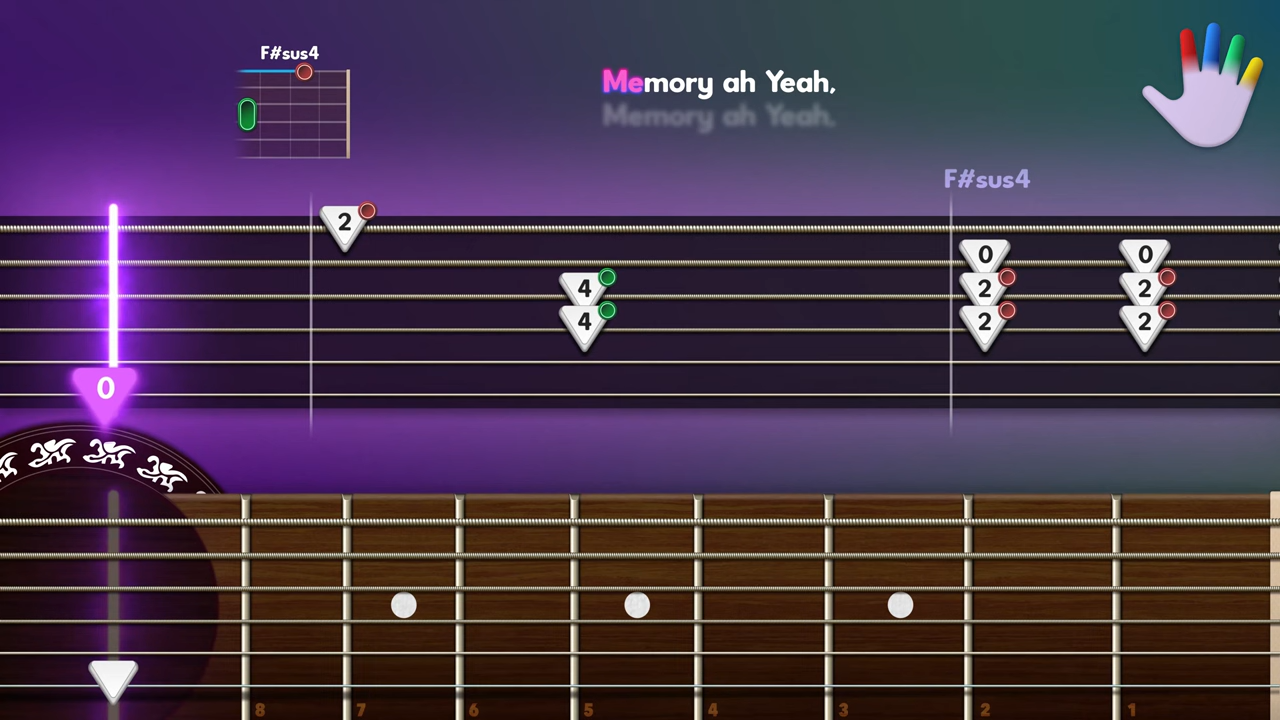 F#sus4
Memory ah Yeah,
Memory ah Yeah.
F#sus4
2
0 0
4 2 2
4 2 2
0
8 7 6 5 4 3 2 1